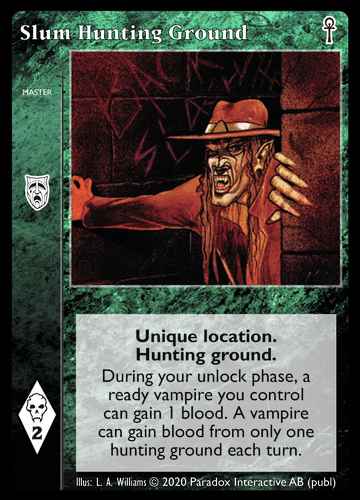 Slum Hunting Ground
MASTER
Unique location.
Hunting ground.
During your unlock phase, a
ready vampire you control
can gain 1 blood. A vampire
can gain blood from only one
hunting ground each turn.
2
Illus: L. A. Williams © 2020 Paradox Interactive AB (publ)